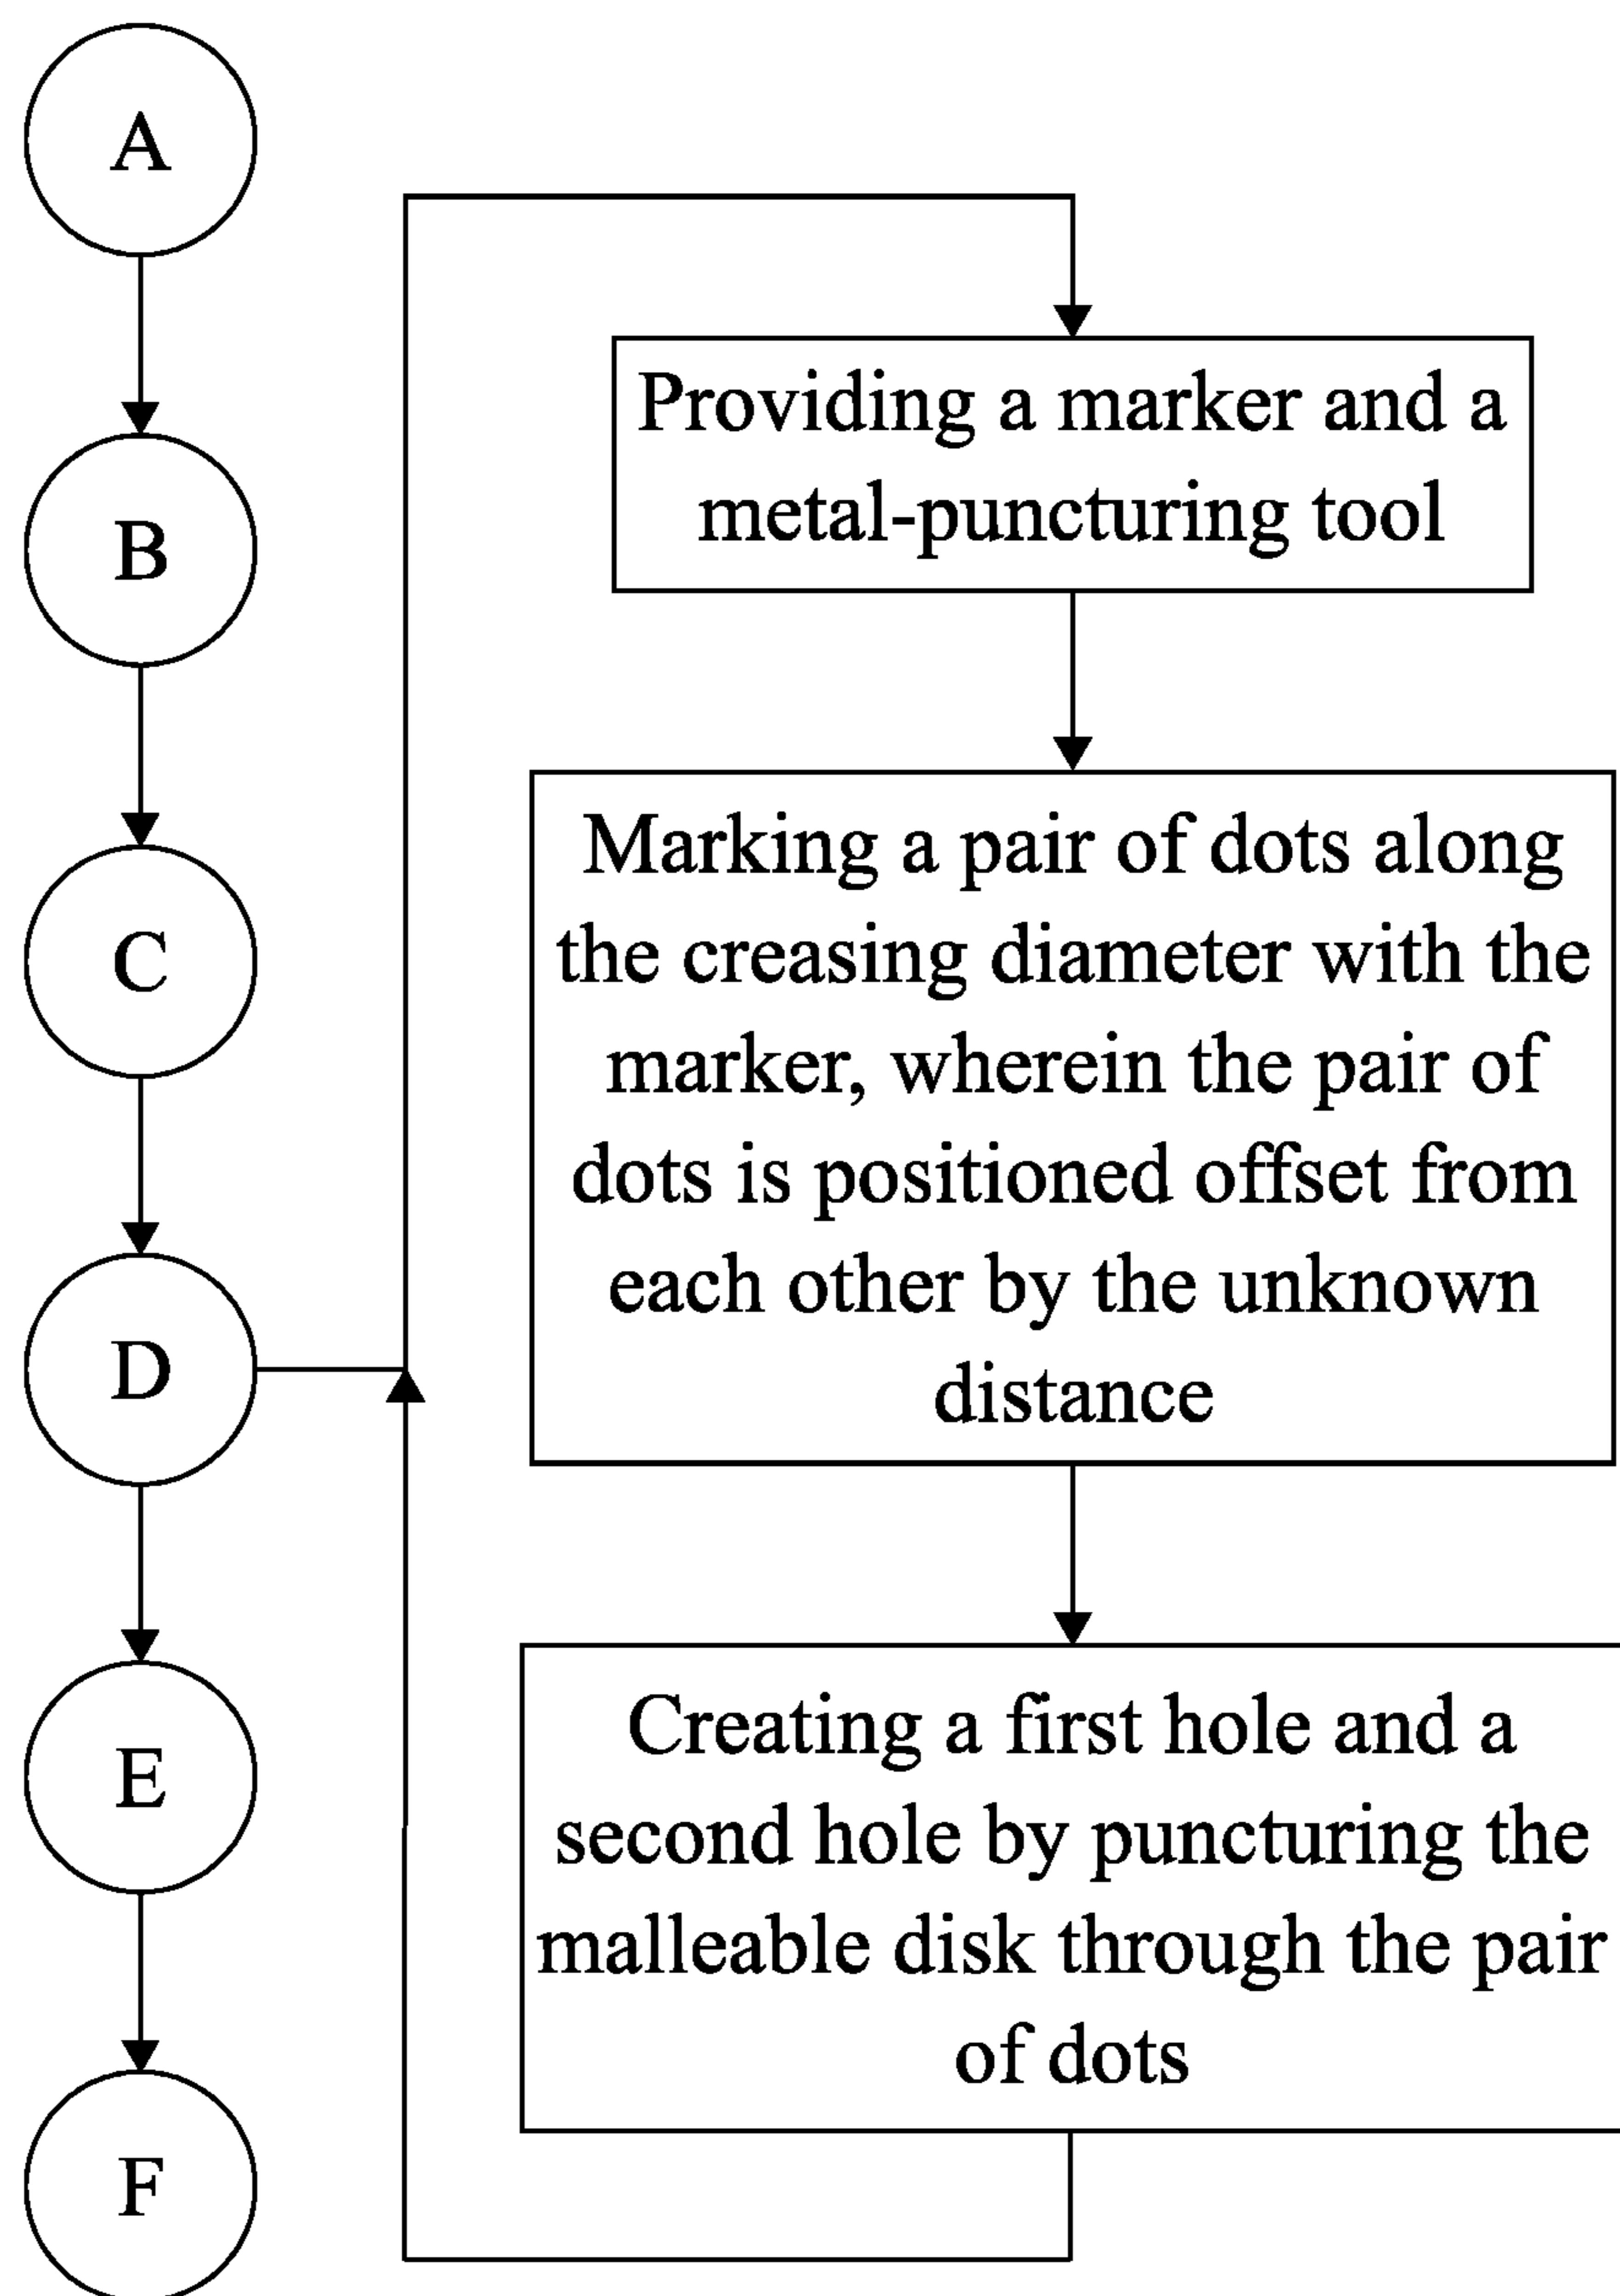 A
B
C
D
E
F
Providing a marker and a
metal-puncturing tool
Marking a pair of dots along
the creasing diameter with the
marker, wherein the pair of
dots is positioned offset from
each other by the unknown
distance
Creating a first hole and a
second hole by puncturing the
malleable disk through the pair
of dots